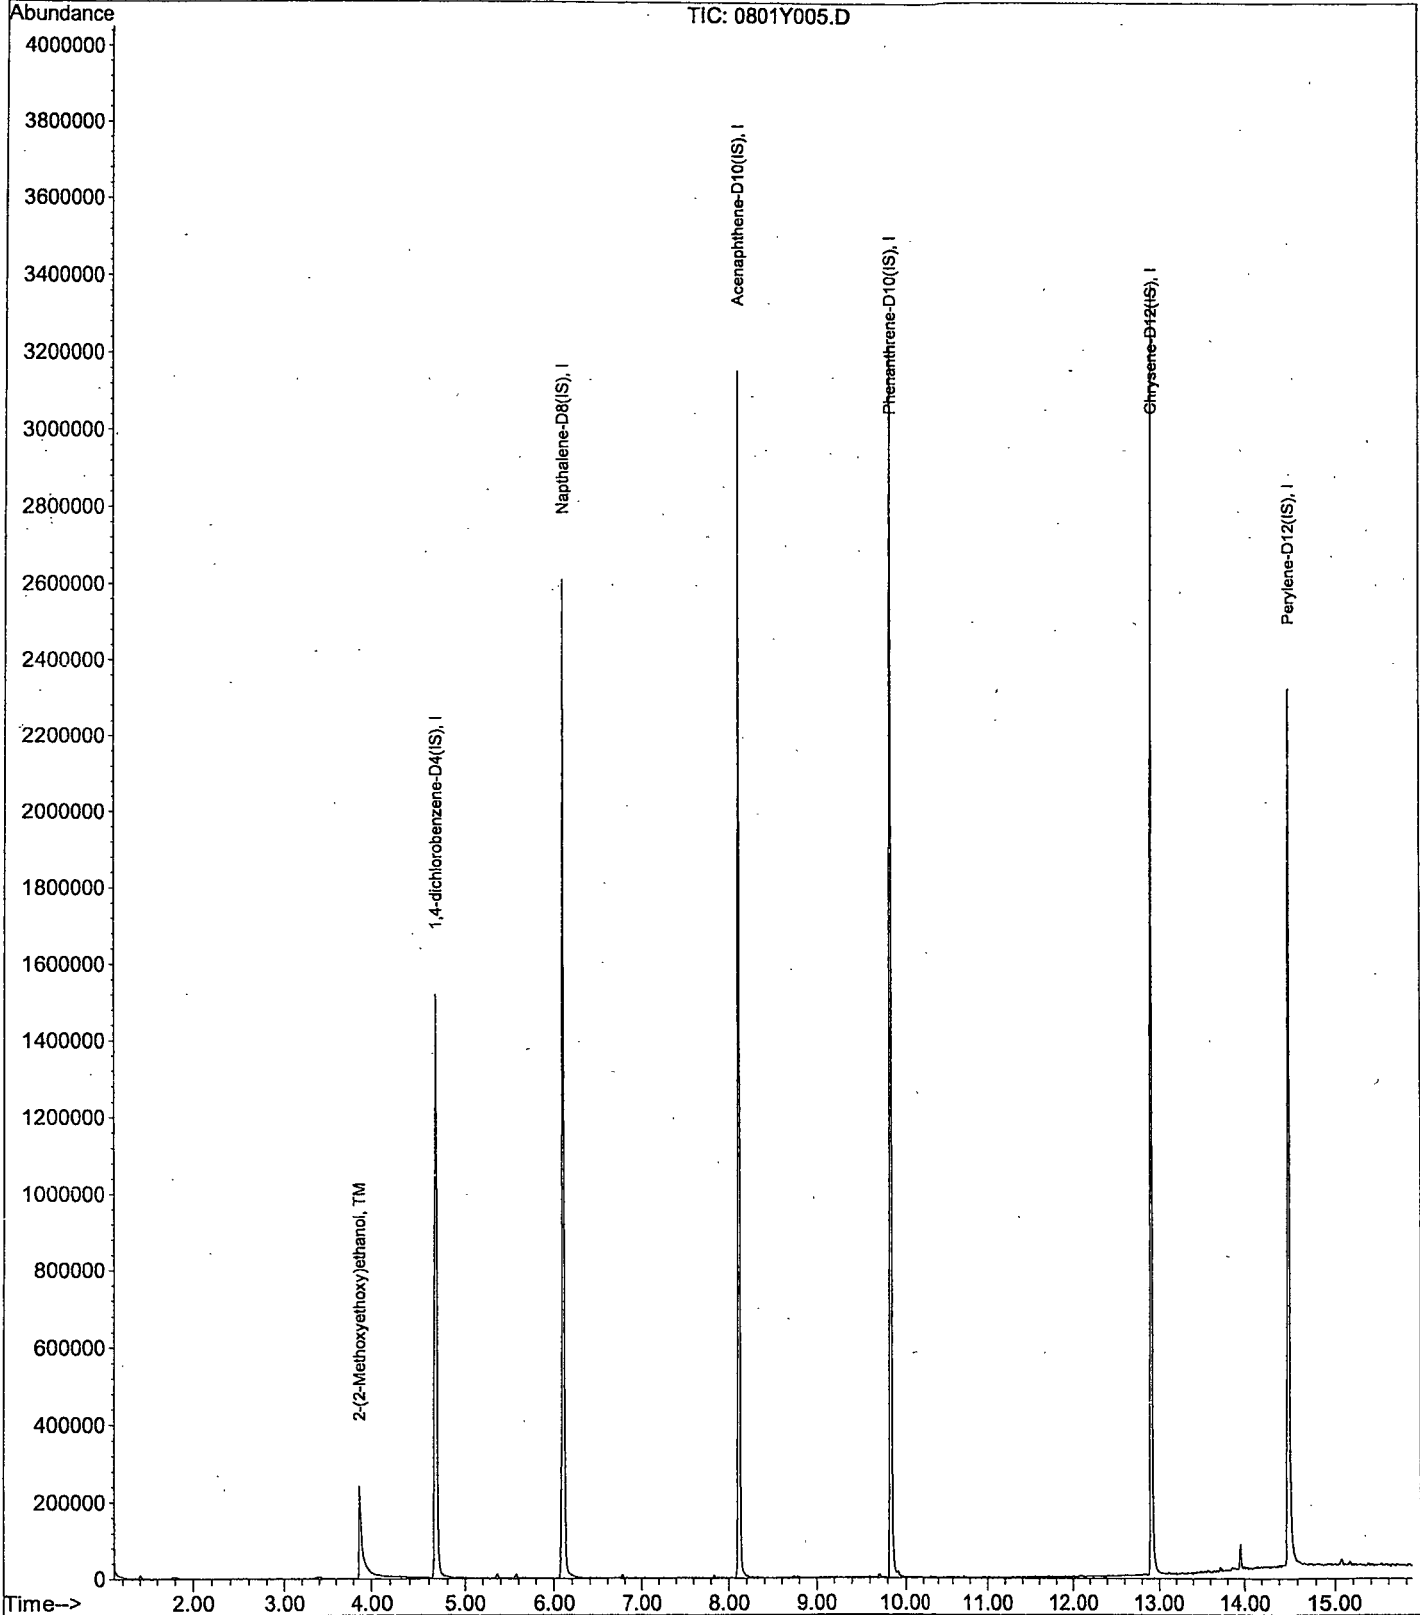 Abundance
TIC: 0801Y005.D
4000000
3800000
3600000
3400000
3200000
3000000
2800000
2600000
2400000
2200000
2000000
1800000
1600000
1400000
1200000
1000000
800000
600000
400000
200000
0
2-(2-Methoxyethoxy)ethanol, TM
1,4-dichlorobenzene-D4(IS), I
Napthalene-D8(IS), I
Acenaphthene-D10(IS), I
Phenanthrene-D10(IS), I
Chrysene-D12(IS), I
Perylene-D12(IS), I
Time--> 2.00 3.00 4.00 5.00 6.00 7.00 8.00 9.00 10.00 11.00 12.00 13.00 14.00 15.00